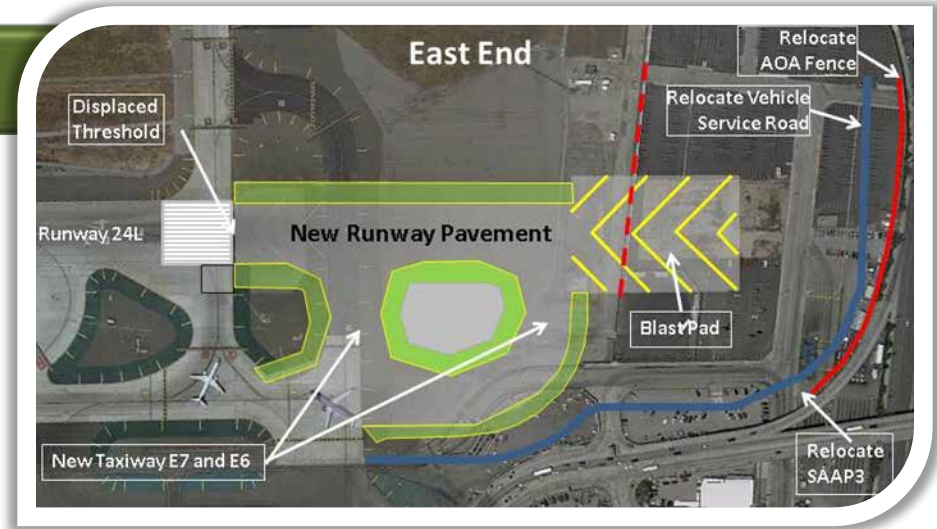 East End
Relocate
AOA Fence
Displaced
Threshold
Relocate Vehicle
Service Road
Runway 24L
New Runway Pavement
Blast Pad
New Taxiway E7 and E6
Relocate
SAAP3